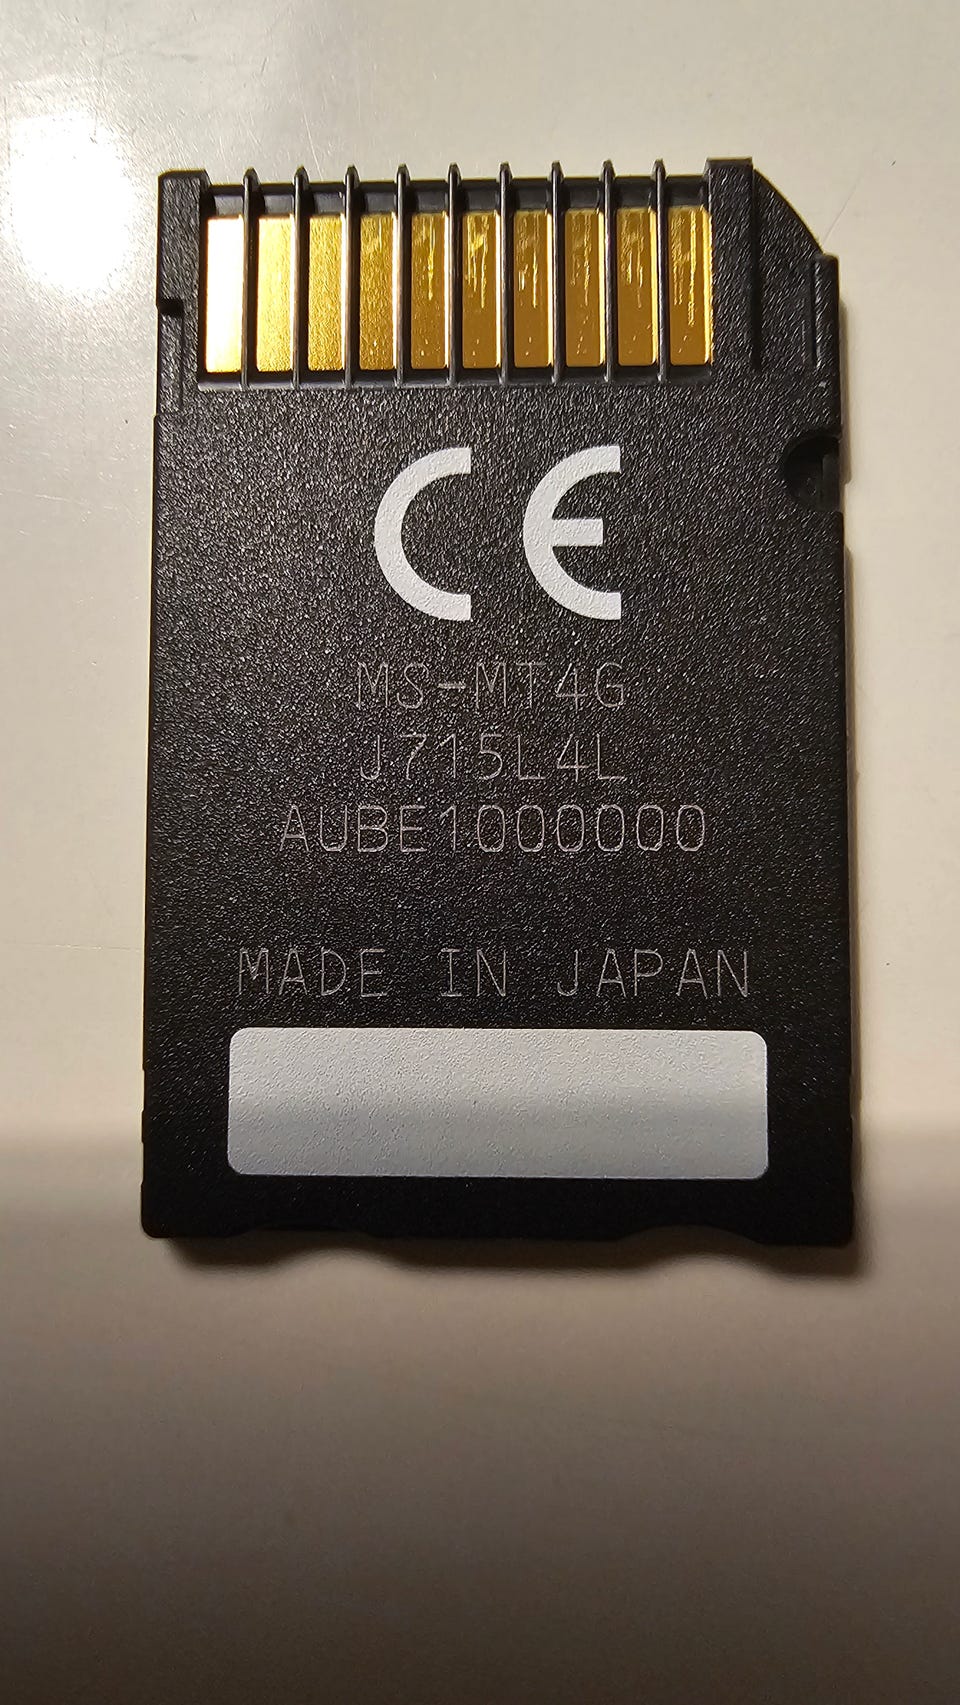 CE
MS-MT4G
J715L4L
AUBE1000000
MADE IN JAPAN